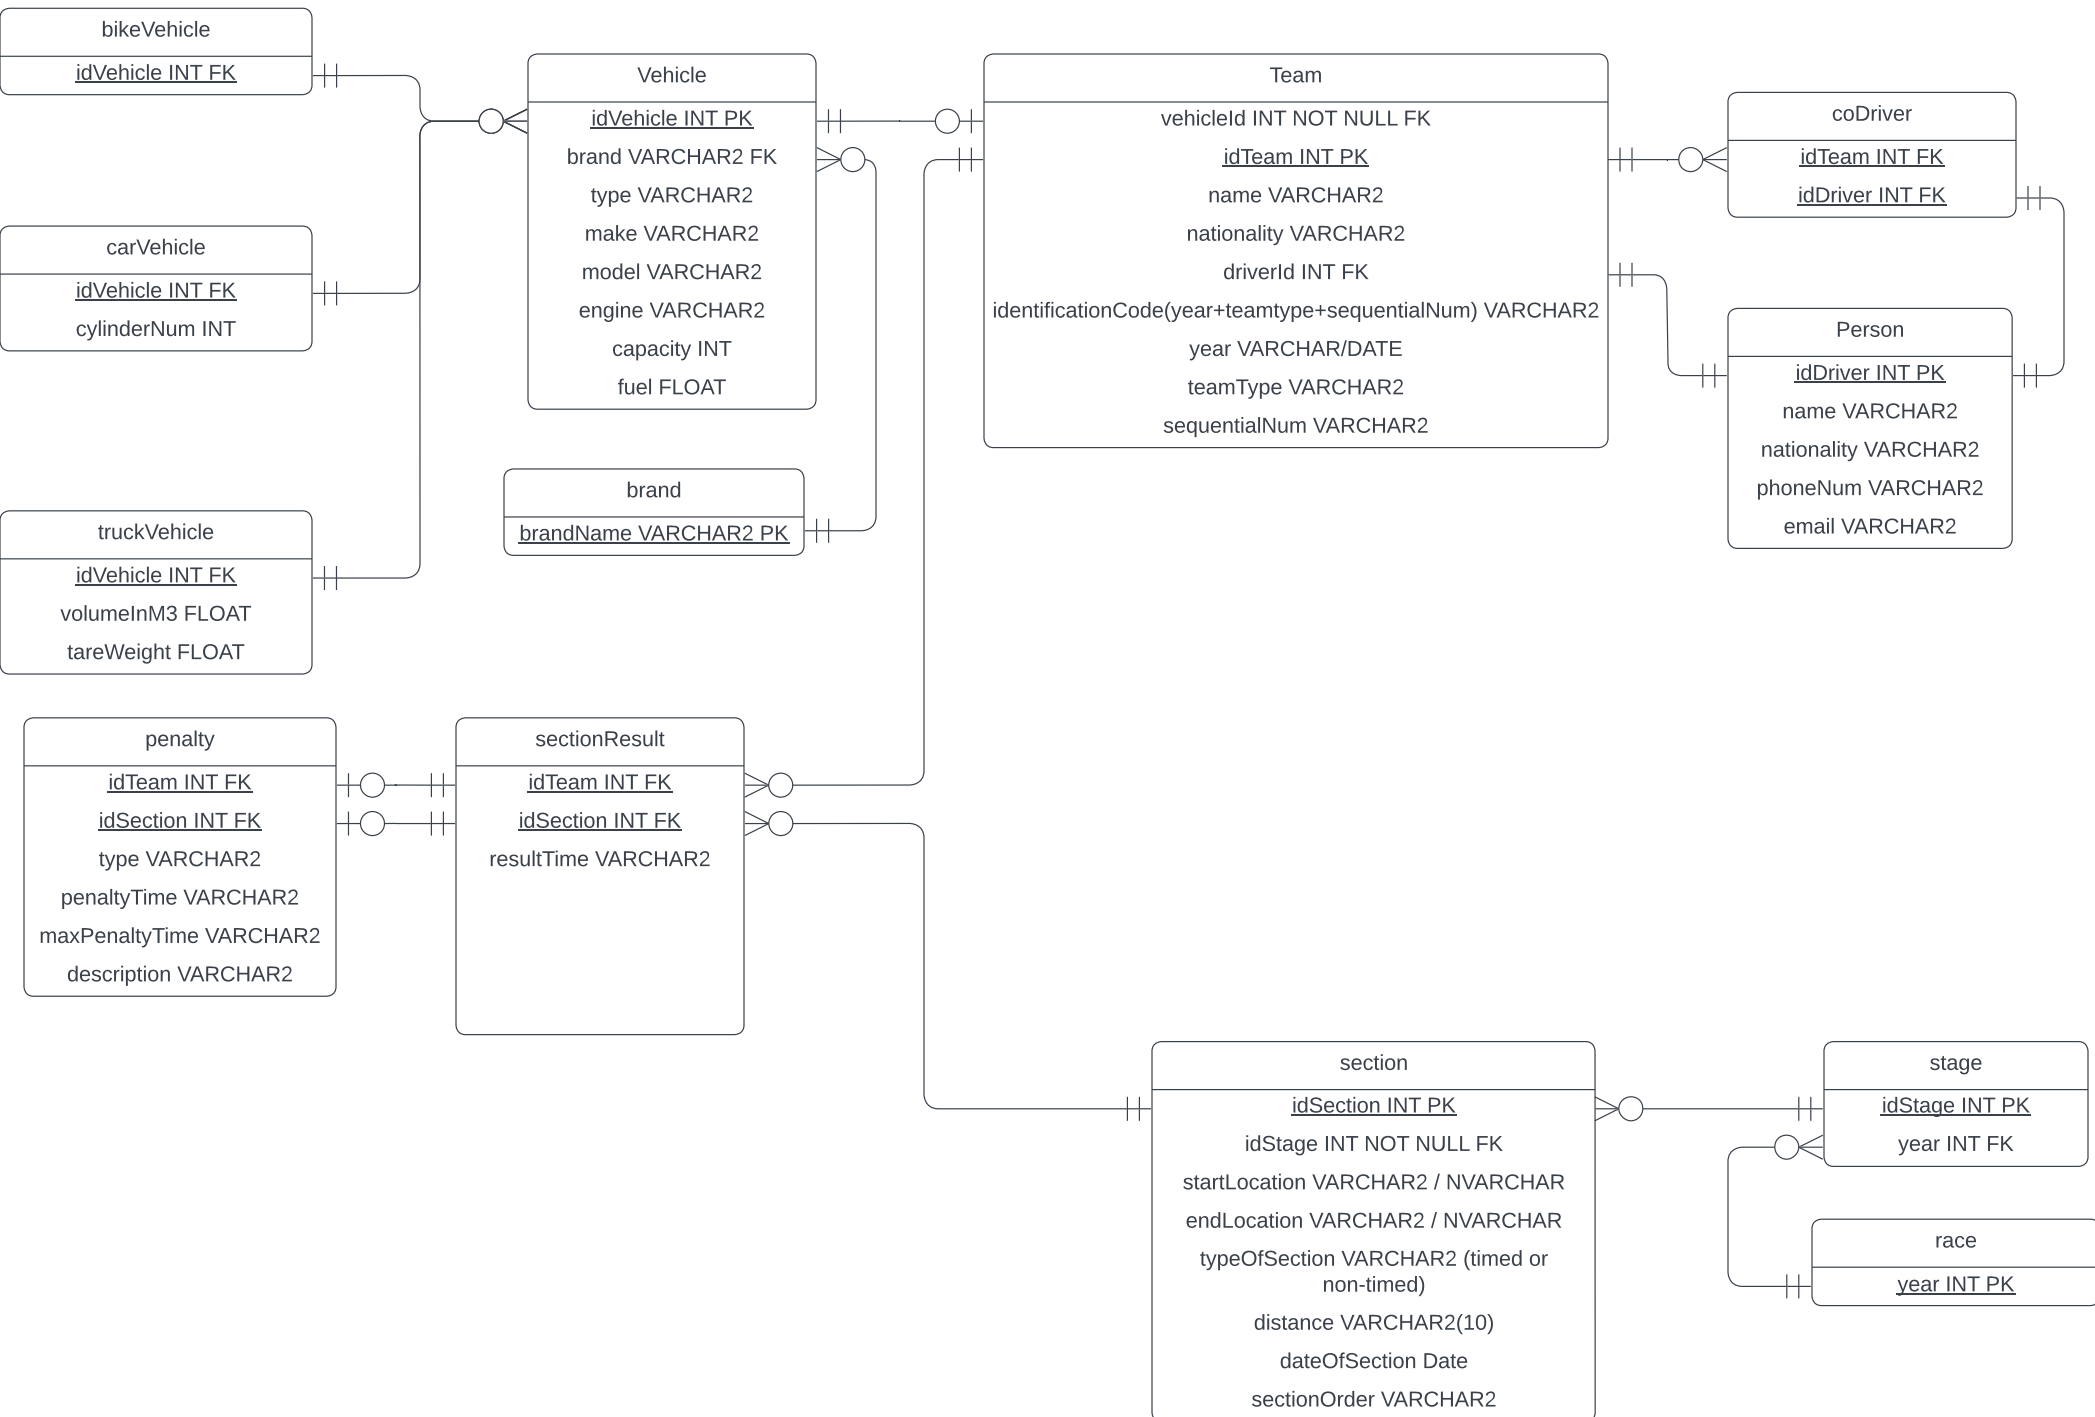 bikeVehicle
idVehicle INT FK
carVehicle
idVehicle INT FK
cylinderNum INT
truckVehicle
idVehicle INT FK
volumeInM3 FLOAT
tareWeight FLOAT
Vehicle
idVehicle INT PK
brand VARCHAR2 FK
type VARCHAR2
make VARCHAR2
model VARCHAR2
engine VARCHAR2
capacity INT
fuel FLOAT
brand
brandName VARCHAR2 PK
Team
vehicleId INT NOT NULL FK
idTeam INT PK
name VARCHAR2
nationality VARCHAR2
driverId INT FK
identificationCode(year+teamtype+sequentialNum) VARCHAR2
year VARCHAR/DATE
teamType VARCHAR2
sequentialNum VARCHAR2
coDriver
idTeam INT FK
idDriver INT FK
Person
idDriver INT PK
name VARCHAR2
nationality VARCHAR2
phoneNum VARCHAR2
email VARCHAR2
penalty
idTeam INT FK
idSection INT FK
type VARCHAR2
penaltyTime VARCHAR2
maxPenaltyTime VARCHAR2
description VARCHAR2
sectionResult
idTeam INT FK
idSection INT FK
resultTime VARCHAR2
section
idSection INT PK
idStage INT NOT NULL FK
startLocation VARCHAR2 / NVARCHAR
endLocation VARCHAR2 / NVARCHAR
typeOfSection VARCHAR2 (timed or
non-timed)
distance VARCHAR2(10)
dateOfSection Date
sectionOrder VARCHAR2
stage
idStage INT PK
year INT FK
race
year INT PK